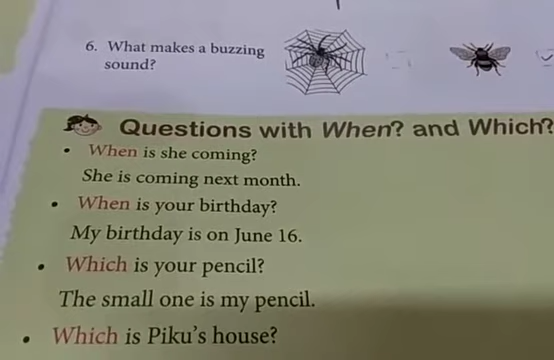 6. What makes a buzzing
sound?
Questions with When? and Which?
• When is she coming?
She is coming next month.
• When is your birthday?
My birthday is on June 16.
• Which is your pencil?
The small one is my pencil.
• Which is Piku's house?